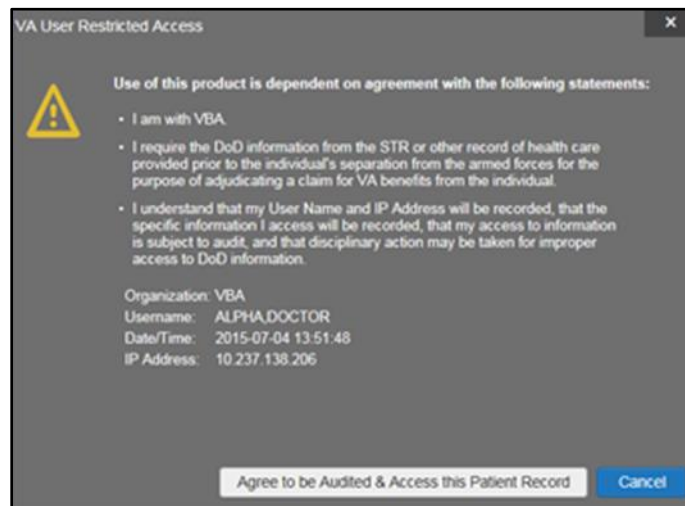 VA User Restricted Access
Use of this product is dependent on agreement with the following statements:
• I am with VBA.
• I require the DoD information from the STR or other record of health care
provided prior to the individual's separation from the armed forces for the
purpose of adjudicating a claim for VA benefits from the individual.
• I understand that my User Name and IP Address will be recorded, that the
specific information I access will be recorded, that my access to information
is subject to audit, and that disciplinary action may be taken for improper
access to DoD information.
Organization: VBA
Username: ALPHA,DOCTOR
Date/Time: 2015-07-04 13:51:48
IP Address: 10.237.138.206
Agree to be Audited & Access this Patient Record Cancel